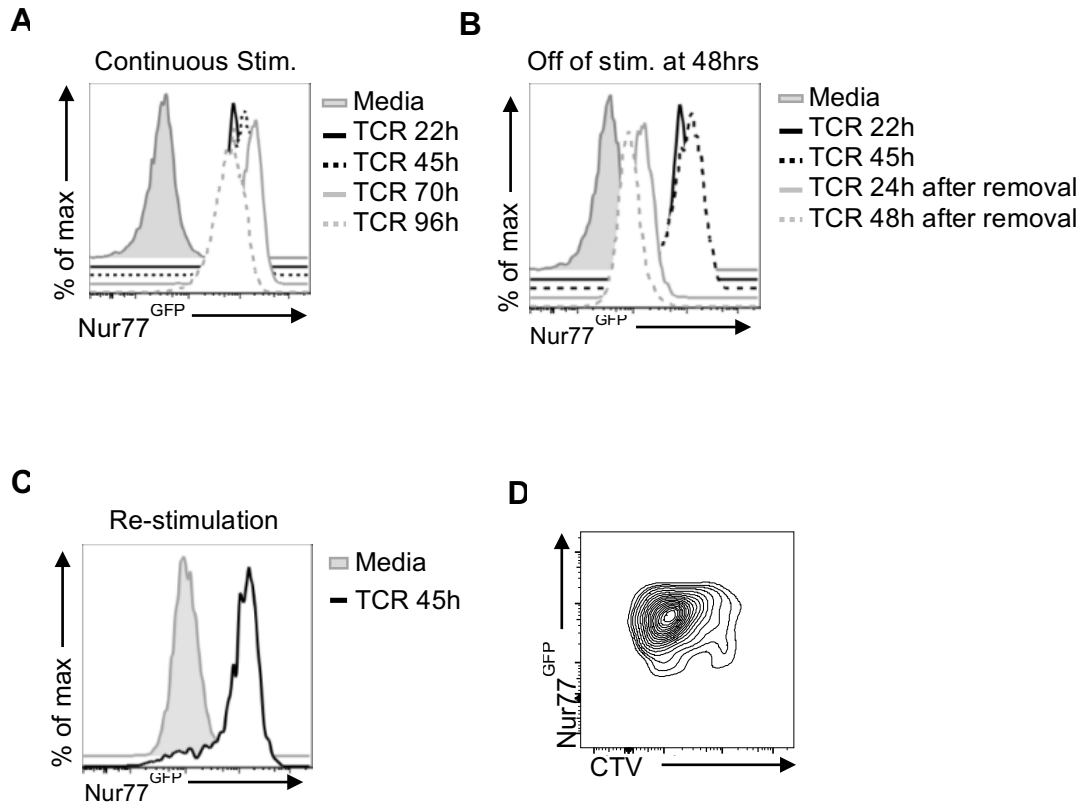 A
Continuous Stim.
% of max
Nur77GFP
Media
TCR 22h
TCR 45h
TCR 70h
TCR 96h
B
Off of stim. at 48hrs
% of max
Nur77GFP
Media
TCR 22h
TCR 45h
TCR 24h after removal
TCR 48h after removal
C
Re-stimulation
% of max
Nur77GFP
Media
TCR 45h
D
Nur77GFP
CTV